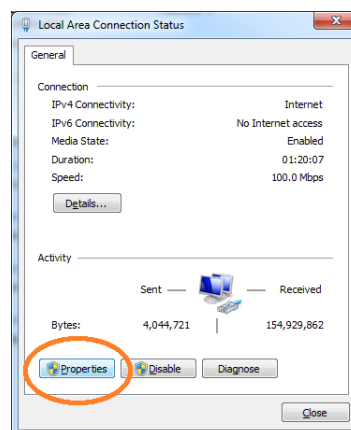 Local Area Connection Status
General
Connection
IPv4 Connectivity: Internet
IPv6 Connectivity: No Internet access
Media State: Enabled
Duration: 01:20:07
Speed: 100.0 Mbps
Details...
Activity
Sent Received
Bytes: 4,044,721 154,929,862
Properties Disable Diagnose
Close